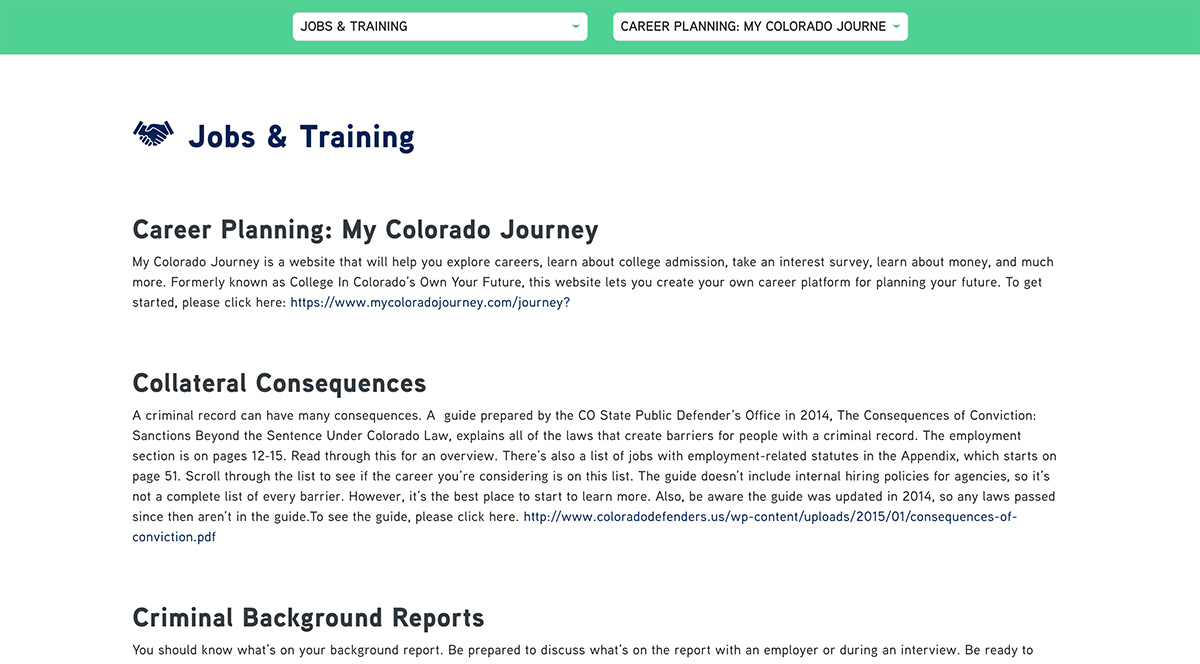 JOBS & TRAINING
CAREER PLANNING: MY COLORADO JOURNE
Jobs & Training
Career Planning: My Colorado Journey
My Colorado Journey is a website that will help you explore careers, learn about college admission, take an interest survey, learn about money, and much
more. Formerly known as College In Colorado's Own Your Future, this website lets you create your own career platform for planning your future. To get
started, please click here: https://www.mycoloradojourney.com/journey?
Collateral Consequences
A criminal record can have many consequences. A  guide prepared by the CO State Public Defender's Office in 2014, The Consequences of Conviction:
Sanctions Beyond the Sentence Under Colorado Law, explains all of the laws that create barriers for people with a criminal record. The employment
section is on pages 12-15. Read through this for an overview. There's also a list of jobs with employment-related statutes in the Appendix, which starts on
page 51. Scroll through the list to see if the career you're considering is on this list. The guide doesn't include internal hiring policies for agencies, so it's
not a complete list of every barrier. However, it's the best place to start to learn more. Also, be aware the guide was updated in 2014, so any laws passed
since then aren't in the guide.To see the guide, please click here. http://www.coloradodefenders.us/wp-content/uploads/2015/01/consequences-of-
conviction.pdf
Criminal Background Reports
You should know what's on your background report. Be prepared to discuss what's on the report with an employer or during an interview. Be ready to